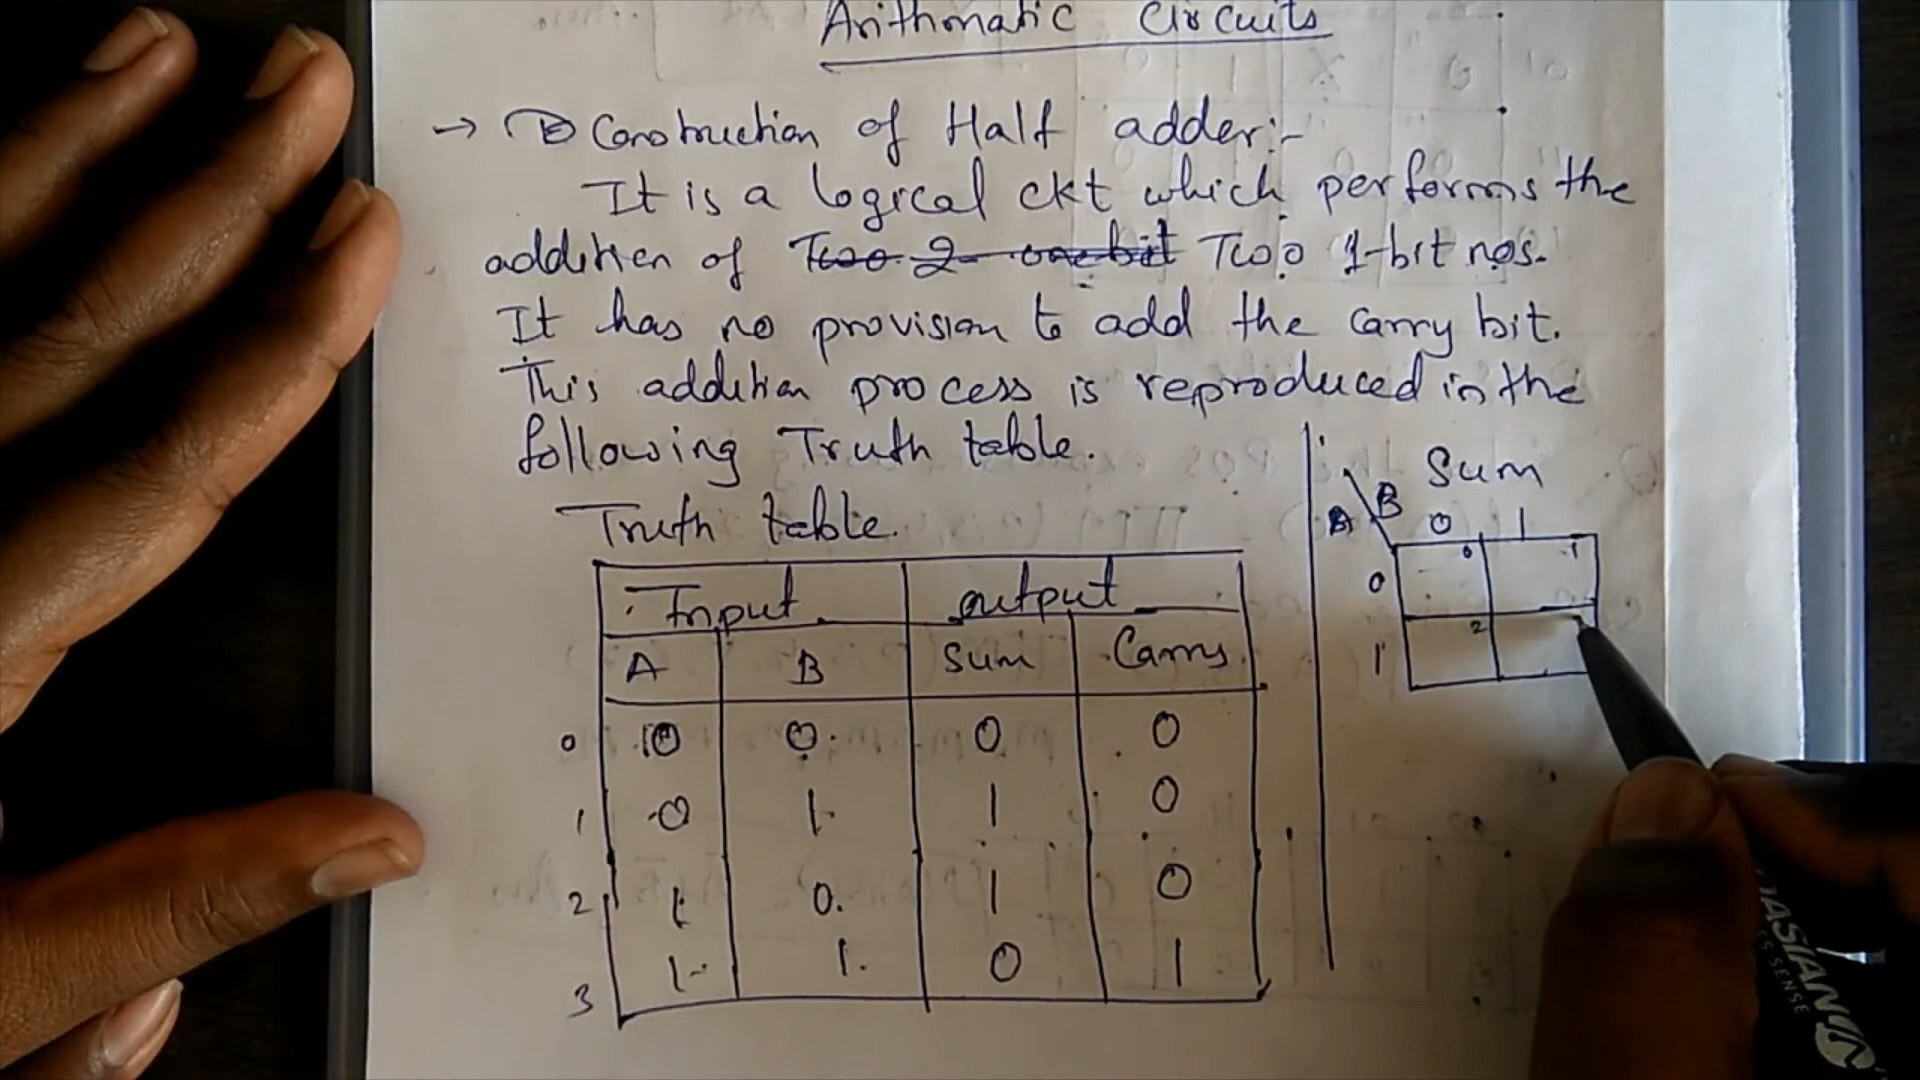 Arithmatic Circuits
→ Construction of Half adder:-
It is a logical ckt which performs the
addition of Two 2 one bit Two 1-bit nos.
It has no provision to add the carry bit.
This addition process is reproduced in the
following Truth table.
Truth table.
Input output
A B Sum Carry
0 0 0 0 0
1 0 1 1 0
2 1 0 1 0
3 1 1 0 1
Sum
A B
0 1
0 0 1
1 2